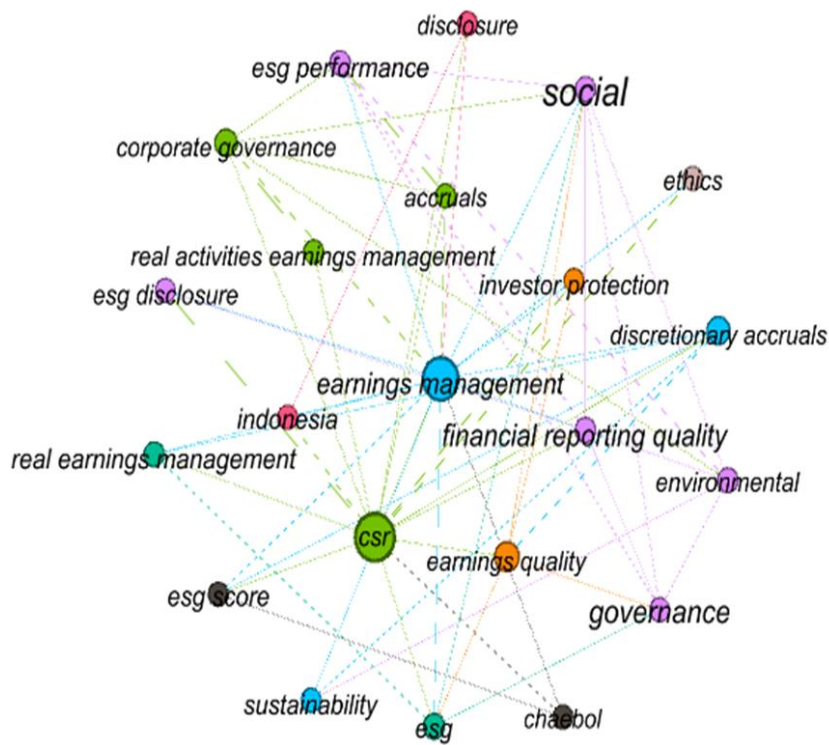 disclosure
esg performance
social
corporate governance
ethics
accruals
real activities earnings management
investor protection
esg disclosure
discretionary accruals
earnings management
indonesia
financial reporting quality
real earnings management
environmental
csr
earnings quality
esg score
governance
sustainability
chaebol
esg